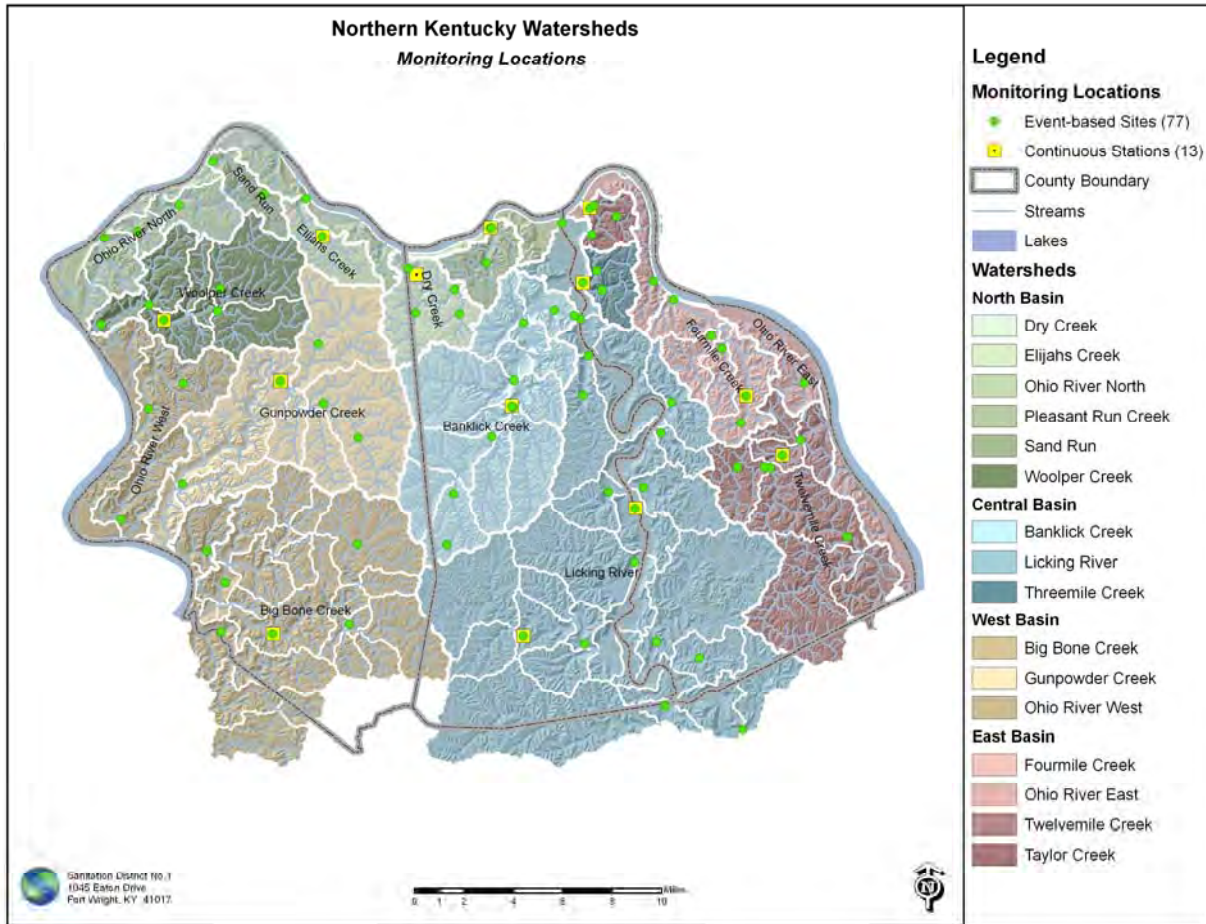 Northern Kentucky Watersheds
Monitoring Locations
Sand Run
Ohio River North
Elijahs Creek
Woolper Creek
Dry Creek
Fourmile Creek
Ohio River East
Gunpowder Creek
Banklick Creek
Ohio River West
Twelvemile Creek
Licking River
Big Bone Creek
Sanitation District No.1
1045 Eaton Drive
Fort Wright, KY 41017
0 1 2 4 6 8 10 Miles
N
Legend
Monitoring Locations
Event-based Sites (77)
Continuous Stations (13)
County Boundary
Streams
Lakes
Watersheds
North Basin
Dry Creek
Elijahs Creek
Ohio River North
Pleasant Run Creek
Sand Run
Woolper Creek
Central Basin
Banklick Creek
Licking River
Threemile Creek
West Basin
Big Bone Creek
Gunpowder Creek
Ohio River West
East Basin
Fourmile Creek
Ohio River East
Twelvemile Creek
Taylor Creek